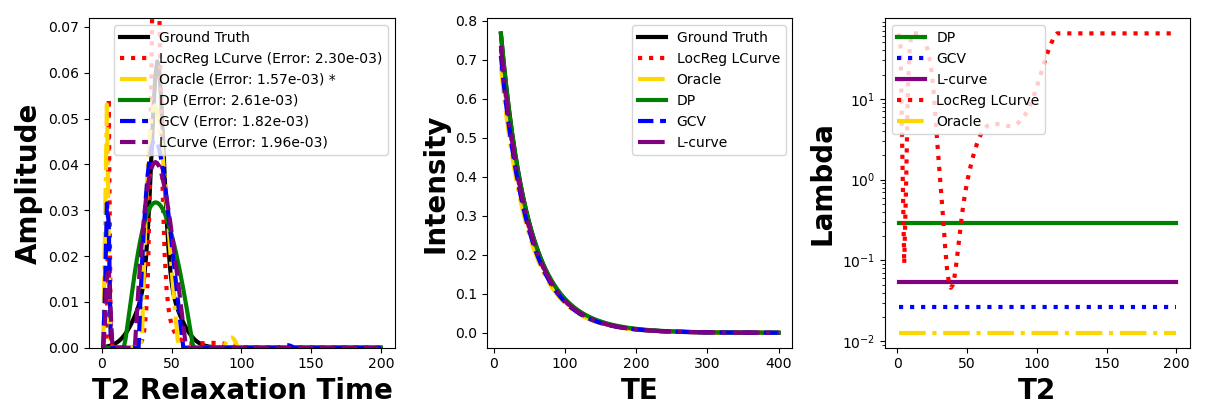 Amplitude
0.07
0.06
0.05
0.04
0.03
0.02
0.01
0.00
Ground Truth
LocReg LCurve (Error: 2.30e-03)
Oracle (Error: 1.57e-03) *
DP (Error: 2.61e-03)
GCV (Error: 1.82e-03)
LCurve (Error: 1.96e-03)
0 50 100 150 200
T2 Relaxation Time
Intensity
0.8
0.7
0.6
0.5
0.4
0.3
0.2
0.1
0.0
Ground Truth
LocReg LCurve
Oracle
DP
GCV
L-curve
0 100 200 300 400
TE
Lambda
10¹
10⁰
10⁻¹
10⁻²
DP
GCV
L-curve
LocReg LCurve
Oracle
0 50 100 150 200
T2